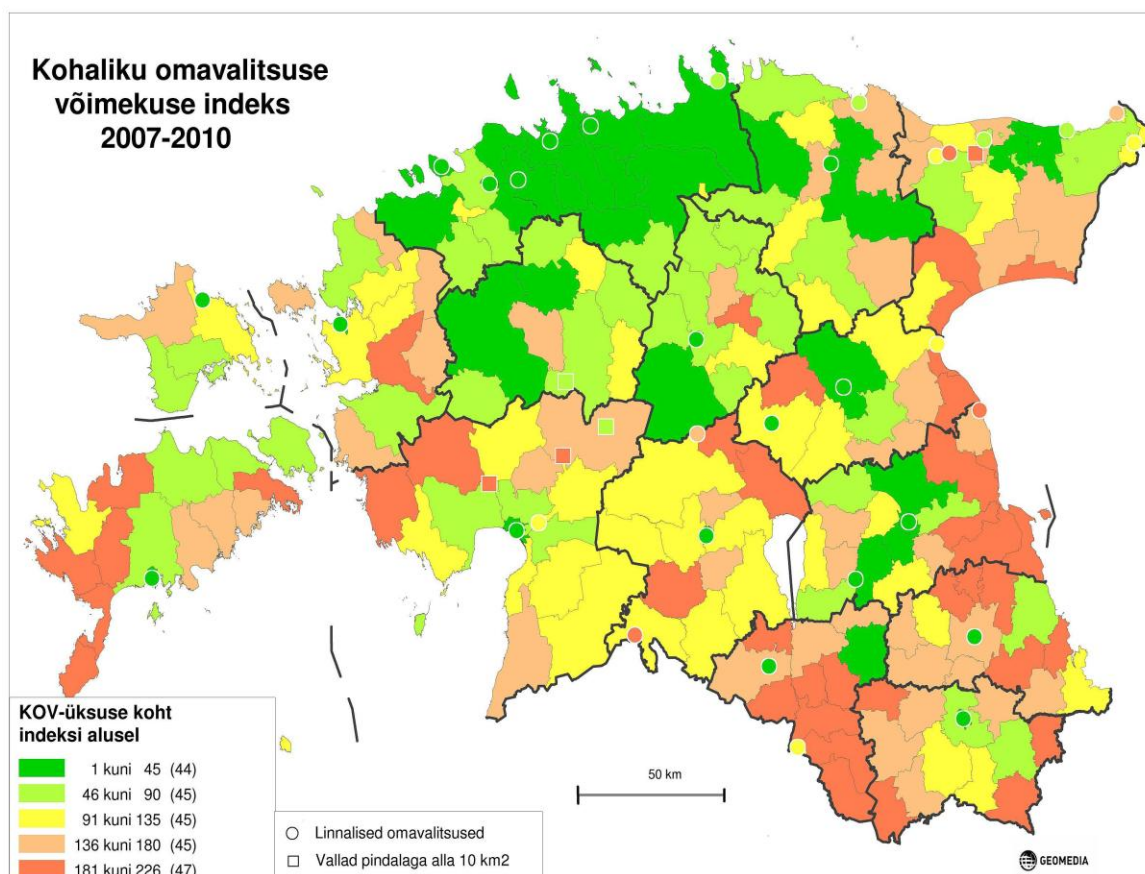 Kohaliku omavalitsuse
võimekuse indeks
2007-2010
50 km
KOV-üksuse koht
indeksi alusel
1 kuni 45 (44)
46 kuni 90 (45)
91 kuni 135 (45)
136 kuni 180 (45)
181 kuni 226 (47)
Linnalised omavalitsused
Vallad pindalaga alla 10 km2
GEOMEDIA